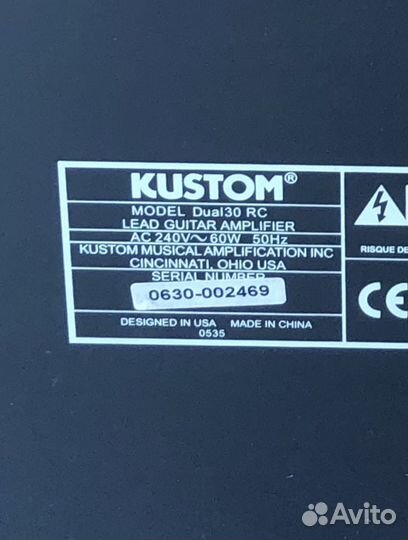 KUSTOM®
MODEL Dual30 RC
LEAD GUITAR AMPLIFIER
AC 240V～60W 50Hz
KUSTOM MUSICAL AMPLIFICATION INC
CINCINNATI, OHIO USA
SERIAL NUMBER
0630-002469
DESIGNED IN USA MADE IN CHINA
0535
RISQUE DE
CE
Avito